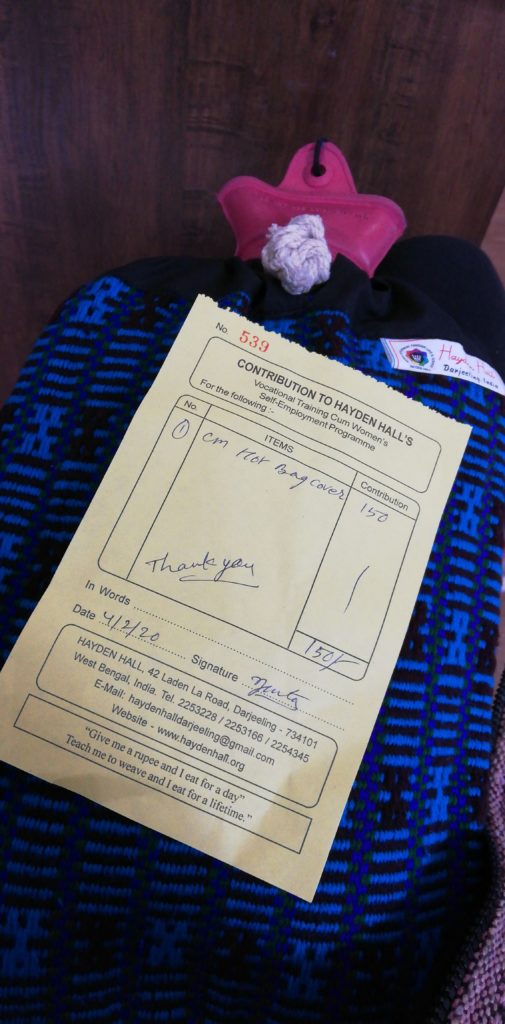 Hayden Hall
Darjeeling India
No. 539
CONTRIBUTION TO HAYDEN HALL'S
Vocational Training Cum Women's
Self-Employment Programme
For the following :-
No. ITEMS Contribution
① cm Hot Bag cover 150
Thank you
150/-
In Words
Date 4/2/20 Signature
HAYDEN HALL, 42 Laden La Road, Darjeeling - 734101
West Bengal, India. Tel. 2253228 / 2253166 / 2254345
E-Mail: haydenhalldarjeeling@gmail.com
Website - www.haydenhall.org
"Give me a rupee and I eat for a day"
Teach me to weave and I eat for a lifetime."